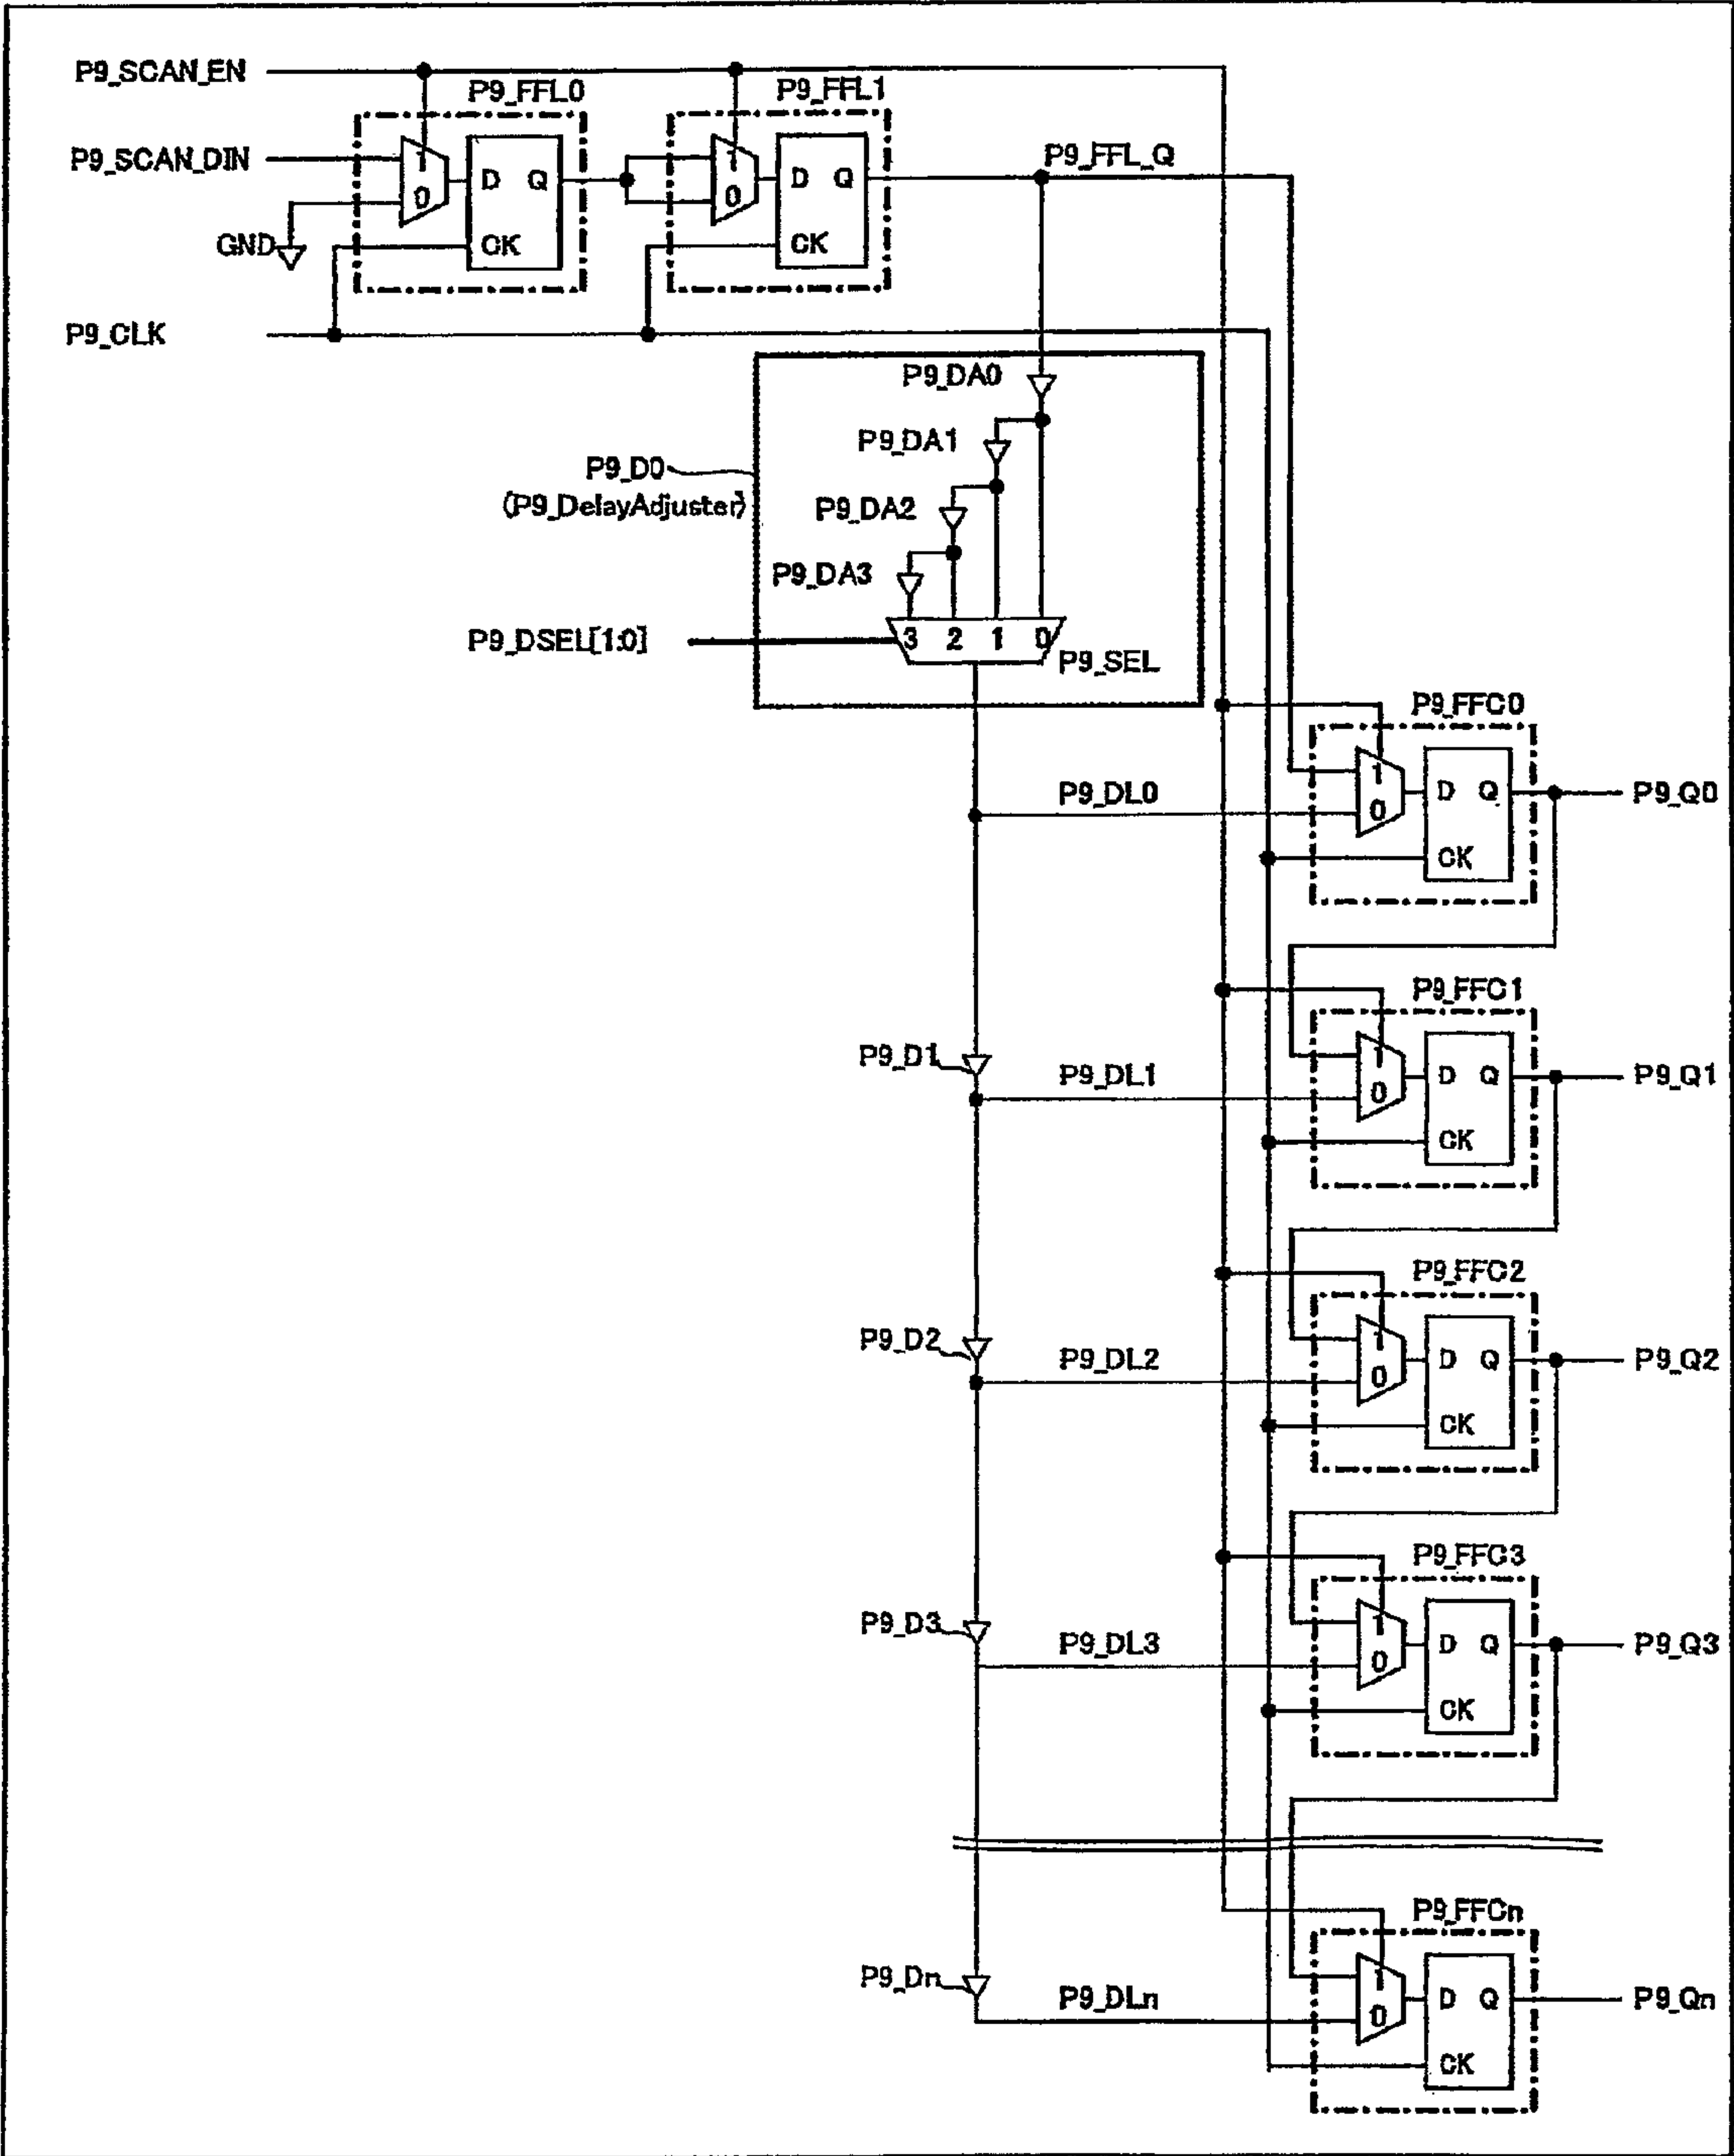 P9_SCAN_EN
P9_FFL0
P9_FFL1
P9_SCAN_DIN
1
0
D Q
CK
1
0
D Q
CK
P9_FFL_Q
GND
P9_CLK
P9_DA0
P9_DA1
P9_D0
(P9_DelayAdjuster)
P9_DA2
P9_DA3
P9_DSEL[1:0]
3 2 1 0
P9_SEL
P9_FFC0
P9_DL0
1
0
D Q
CK
P9_Q0
P9_FFC1
P9_D1
P9_DL1
1
0
D Q
CK
P9_Q1
P9_FFC2
P9_D2
P9_DL2
1
0
D Q
CK
P9_Q2
P9_FFC3
P9_D3
P9_DL3
1
0
D Q
CK
P9_Q3
P9_FFCn
P9_Dn
P9_DLn
1
0
D Q
CK
P9_Qn